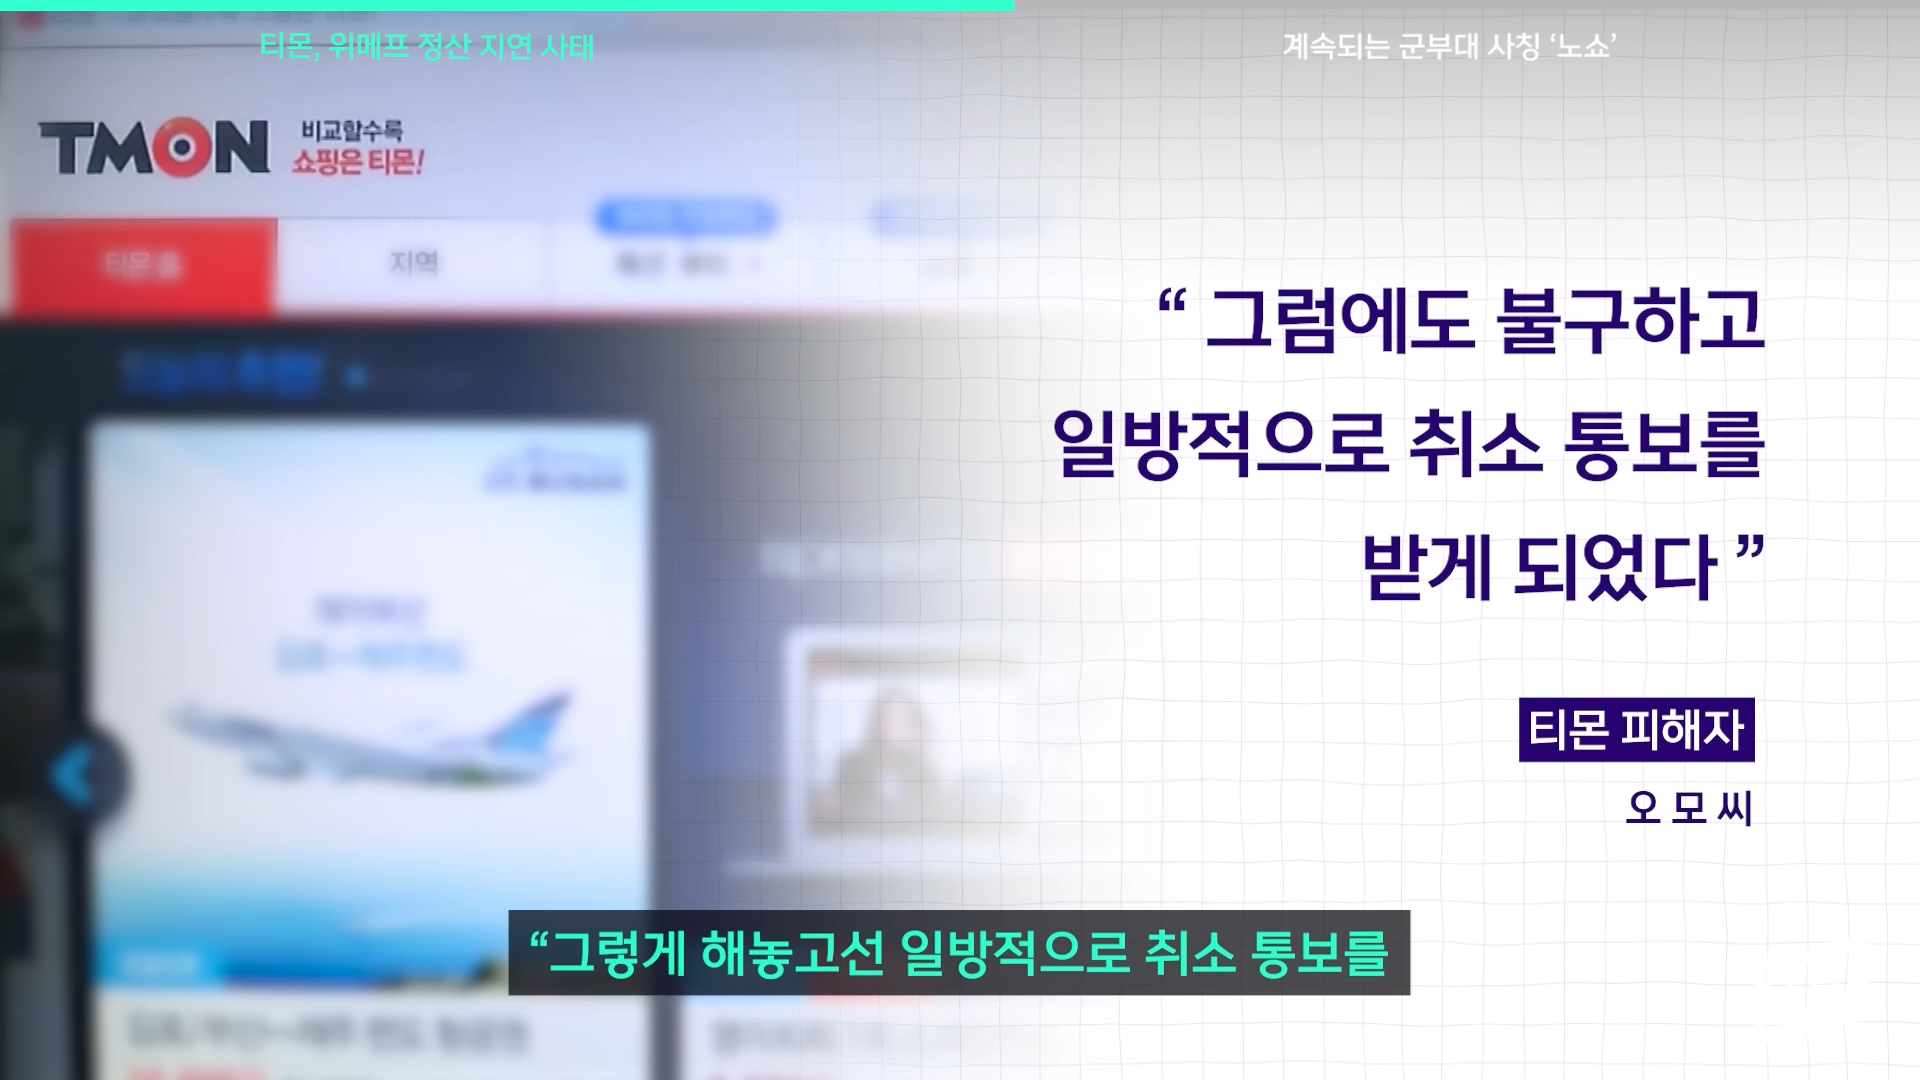 티몬, 위메프 정산 지연 사태
계속되는 군부대 사칭 ‘노쇼’
TMON
비교할수록
쇼핑은 티몬!
티몬홈
지역
“ 그럼에도 불구하고
일방적으로 취소 통보를
받게 되었다 ”
티몬 피해자
오 모 씨
“그렇게 해놓고선 일방적으로 취소 통보를